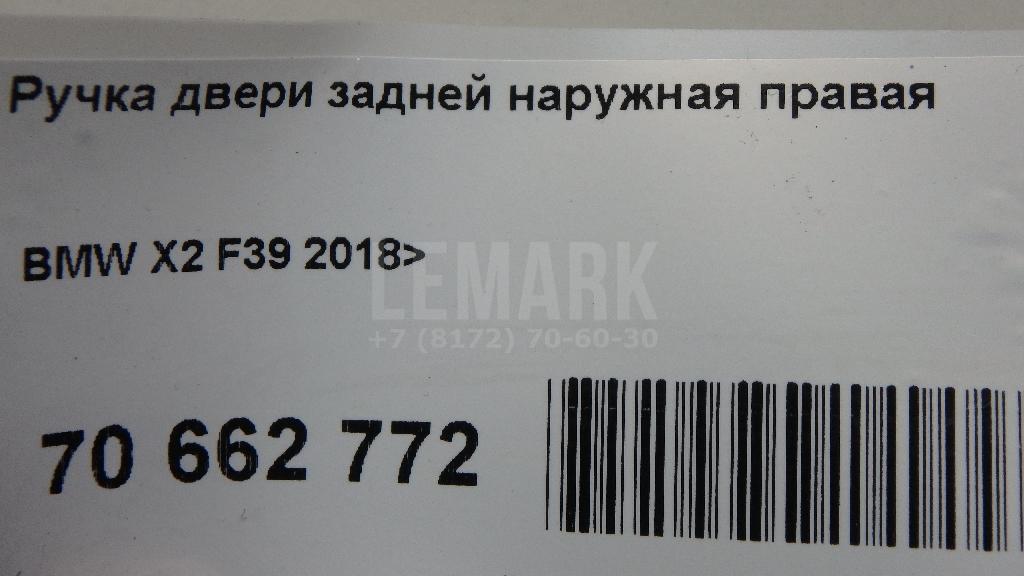 Ручка двери задней наружная правая
BMW X2 F39 2018>
LEMARK
+7 (8172) 70-60-30
70 662 772